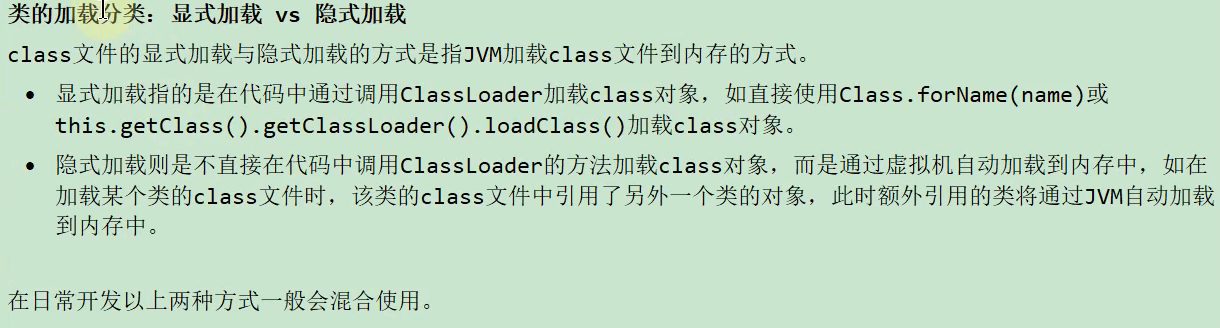 类的加载分类：显式加载 vs 隐式加载
class文件的显式加载与隐式加载的方式是指JVM加载class文件到内存的方式。
• 显式加载指的是在代码中通过调用ClassLoader加载class对象，如直接使用Class.forName(name)或
this.getClass().getClassLoader().loadClass()加载class对象。
• 隐式加载则是不直接在代码中调用ClassLoader的方法加载class对象，而是通过虚拟机自动加载到内存中，如在
加载某个类的class文件时，该类的class文件中引用了另外一个类的对象，此时额外引用的类将通过JVM自动加载
到内存中。
在日常开发以上两种方式一般会混合使用。